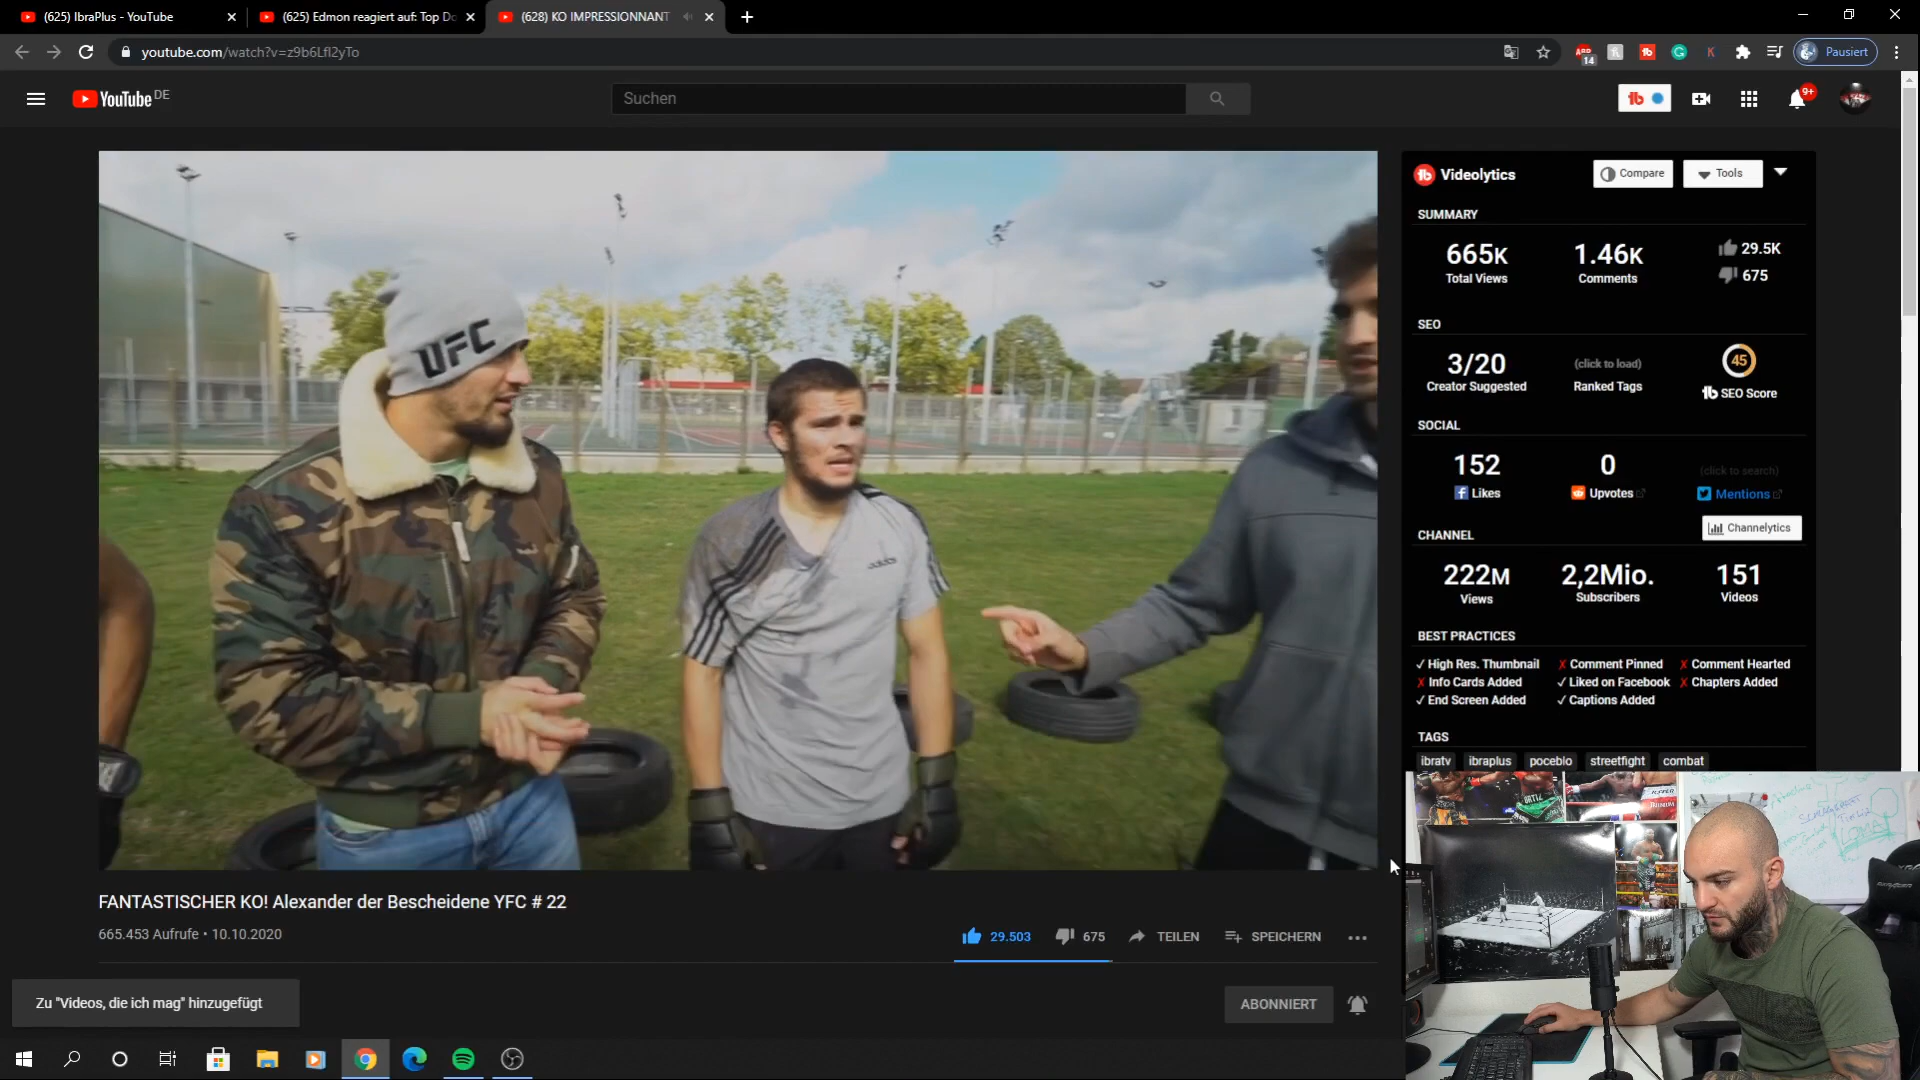 (625) IbraPlus - YouTube
(625) Edmon reagiert auf: Top Do
(628) KO IMPRESSIONNANT
youtube.com/watch?v=z9b6Lfl2yTo
14
Pausiert
YouTube DE
Suchen
9+
UFC
adidas
Videolytics
Compare
Tools
SUMMARY
665K
1.46K
29.5K
Total Views
Comments
675
SEO
3/20
(click to load)
45
Creator Suggested
Ranked Tags
SEO Score
SOCIAL
152
0
(click to search)
Likes
Upvotes
Mentions
CHANNEL
Channelytics
222M
2,2Mio.
151
Views
Subscribers
Videos
BEST PRACTICES
✓ High Res. Thumbnail
✗ Comment Pinned
✗ Comment Hearted
✗ Info Cards Added
✓ Liked on Facebook
✗ Chapters Added
✓ End Screen Added
✓ Captions Added
TAGS
ibratv
ibraplus
pocebio
streetfight
combat
ORTIZ
FANTASTISCHER KO! Alexander der Bescheidene YFC # 22
665.453 Aufrufe • 10.10.2020
29.503
675
TEILEN
SPEICHERN
Zu "Videos, die ich mag" hinzugefügt
ABONNIERT